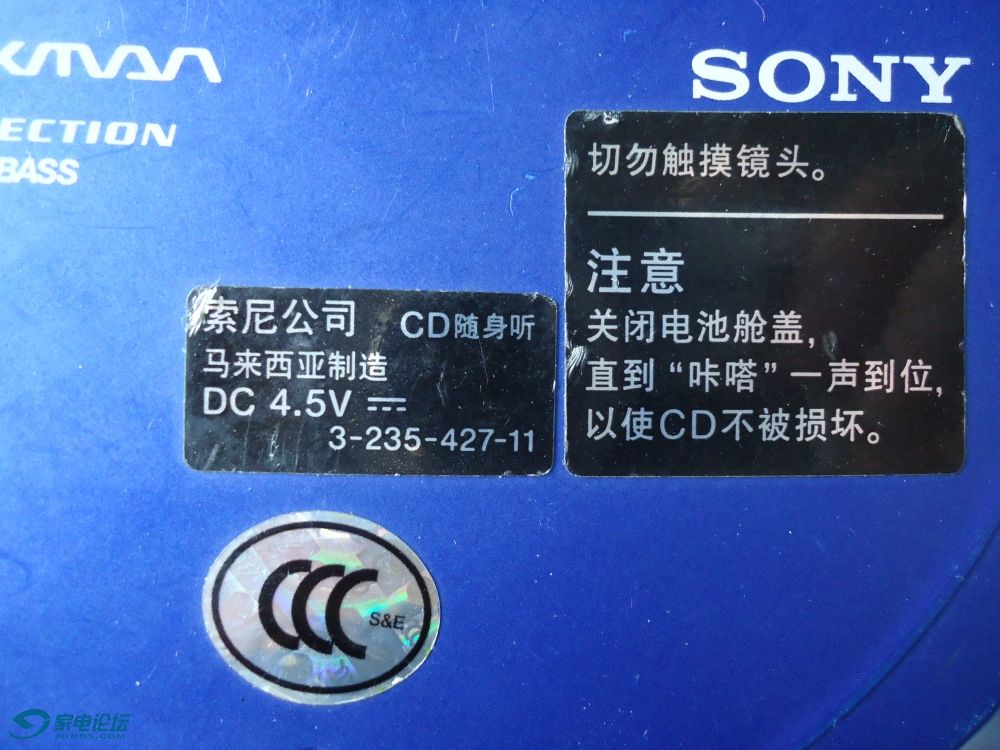 KMAN
SONY
ECTION
BASS
切勿触摸镜头。
注意
关闭电池舱盖,
直到“咔嗒”一声到位,
以使CD不被损坏。
索尼公司 CD随身听
马来西亚制造
DC 4.5V
3-235-427-11
CCC
S&E
家电论坛
JDBBS.COM